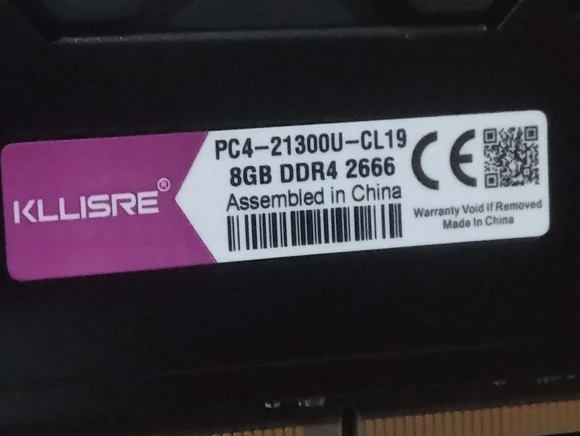 KLLISRE®
PC4-21300U-CL19
8GB DDR4 2666
Assembled in China
CE
Warranty Void if Removed
Made In China